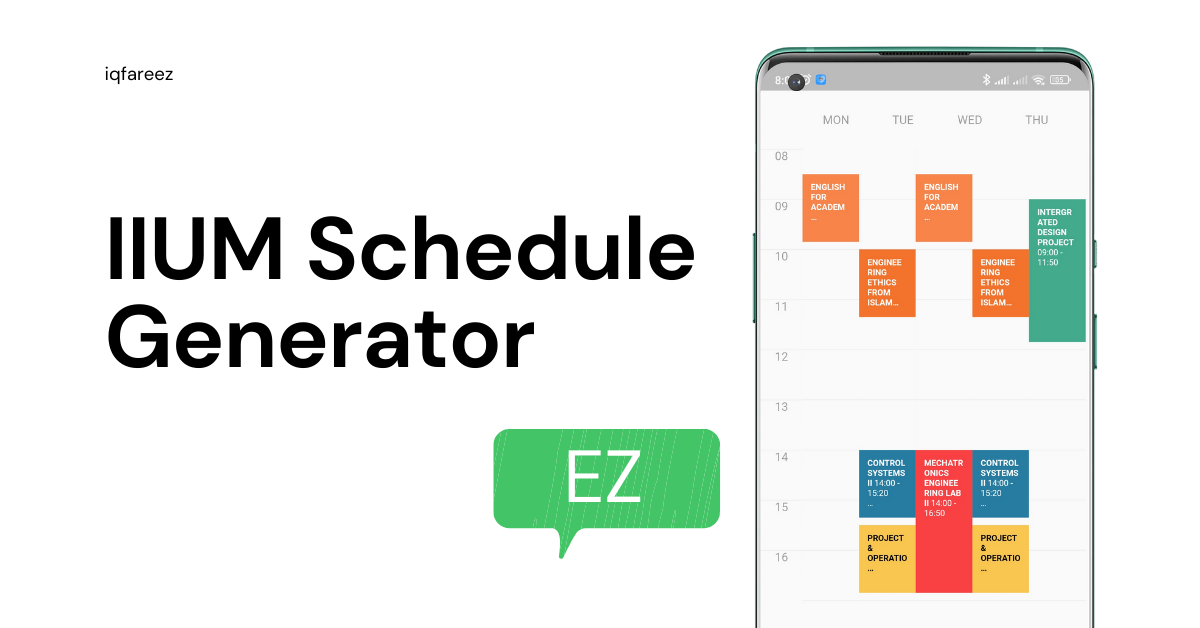 iqfareez
IIUM Schedule
Generator
EZ
MON TUE WED THU
08
ENGLISH
FOR
ACADEM
...
ENGLISH
FOR
ACADEM
...
09
INTERGR
ATED
DESIGN
PROJECT
09:00 -
11:50
10
ENGINEE
RING
ETHICS
FROM
ISLAM...
ENGINEE
RING
ETHICS
FROM
ISLAM...
11
12
13
14
CONTROL
SYSTEMS
II 14:00 -
15:20
...
MECHATR
ONICS
ENGINEE
RING LAB
II 14:00 -
16:50
CONTROL
SYSTEMS
II 14:00 -
15:20
...
15
PROJECT
&
OPERATIO
...
PROJECT
&
OPERATIO
...
16